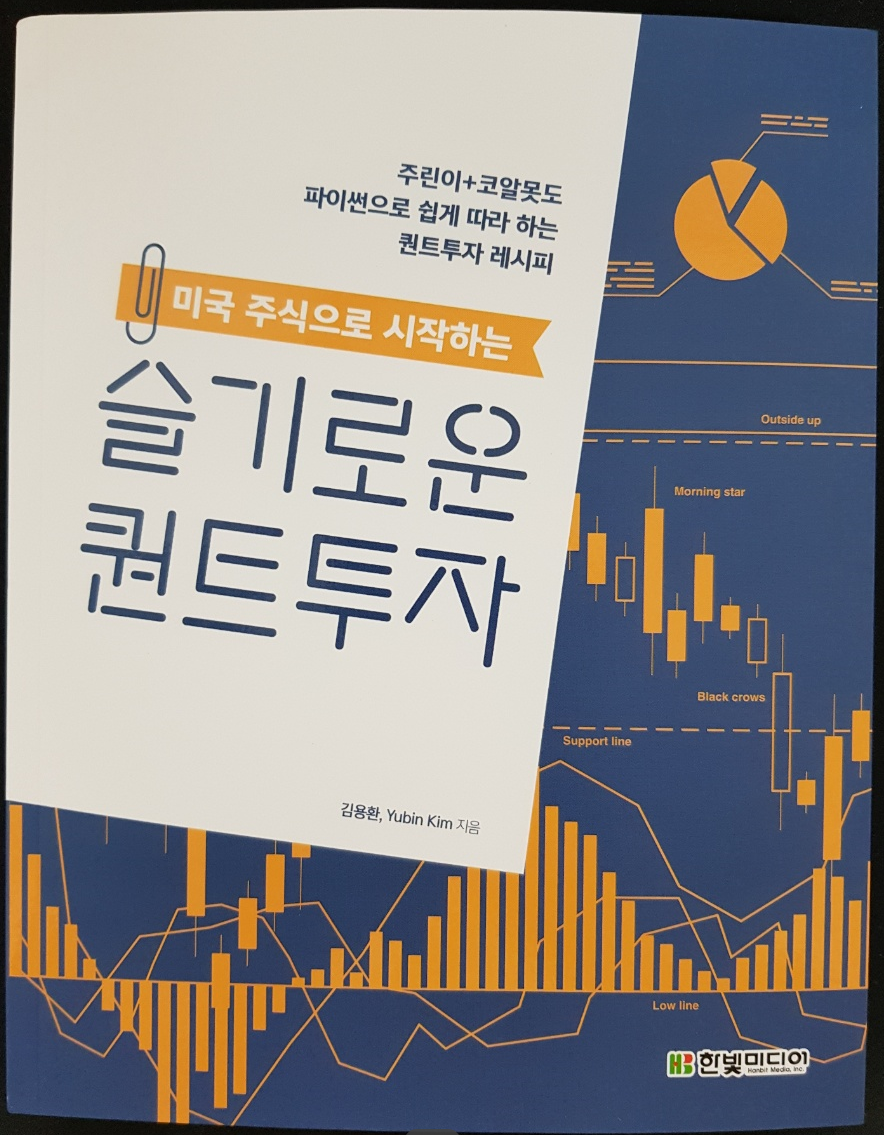 주린이+코알못도
파이썬으로 쉽게 따라 하는
퀀트투자 레시피
미국 주식으로 시작하는
슬기로운
퀀트투자
김용환, Yubin Kim 지음
Outside up
Morning star
Black crows
Support line
Low line
HB 한빛미디어
Hanbit Media, Inc.